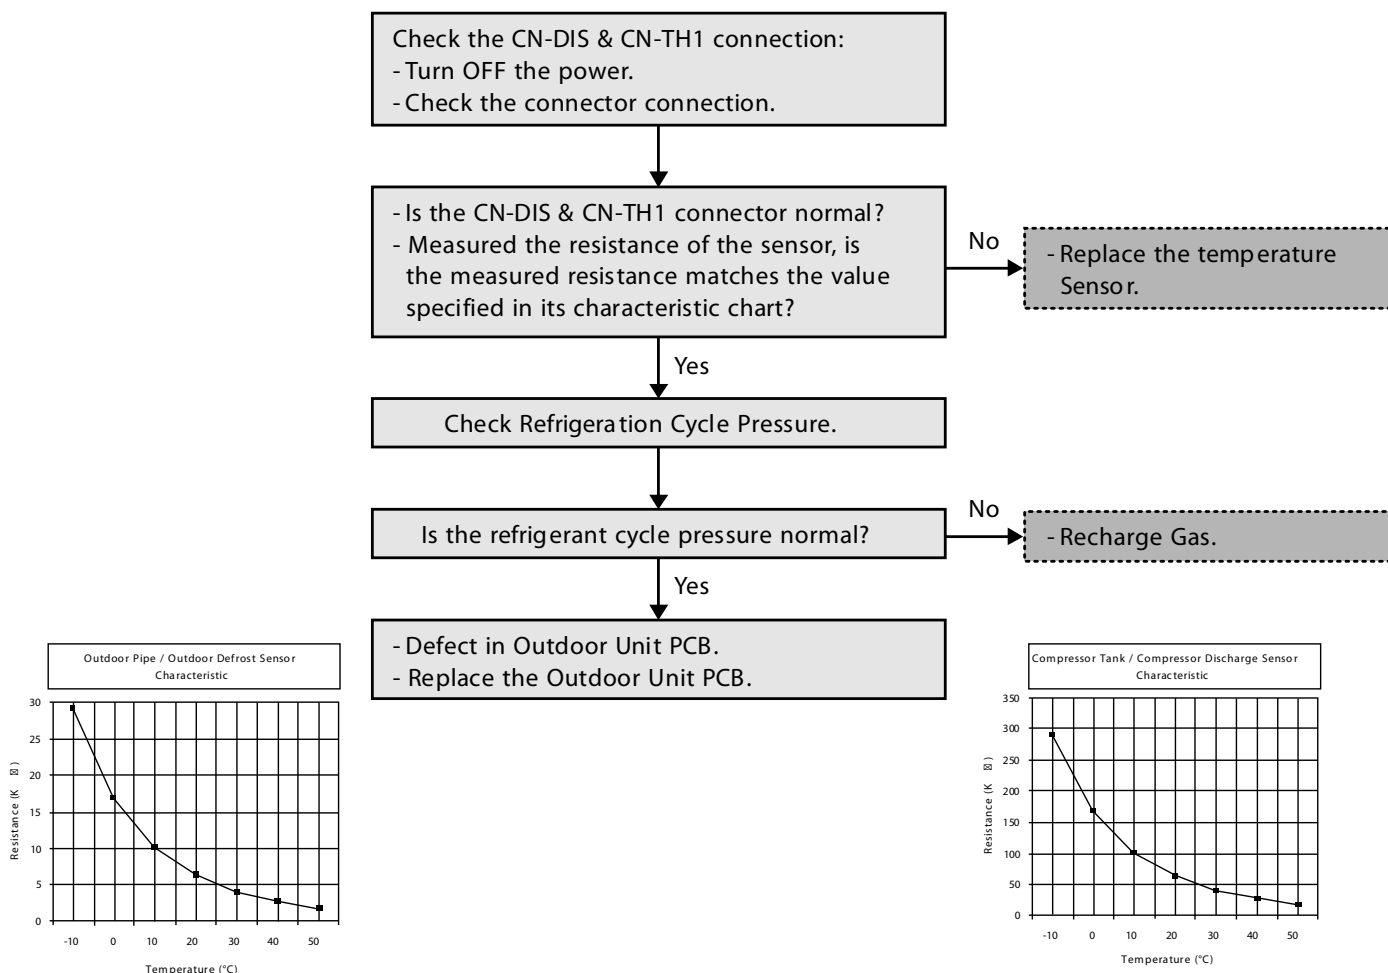 Check the CN-DIS & CN-TH1 connection:
- Turn OFF the power.
- Check the connector connection.
- Is the CN-DIS & CN-TH1 connector normal?
- Measured the resistance of the sensor, is
the measured resistance matches the value
specified in its characteristic chart?
No
- Replace the temperature
Sensor.
Yes
Check Refrigeration Cycle Pressure.
Is the refrigerant cycle pressure normal?
No
- Recharge Gas.
Yes
- Defect in Outdoor Unit PCB.
- Replace the Outdoor Unit PCB.
Outdoor Pipe / Outdoor Defrost Sensor
Characteristic
30
25
20
15
10
5
0
Resistance (K )
-10 0 10 20 30 40 50
Temperature (°C)
Compressor Tank / Compressor Discharge Sensor
Characteristic
350
300
250
200
150
100
50
0
Resistance (K )
-10 0 10 20 30 40 50
Temperature (°C)